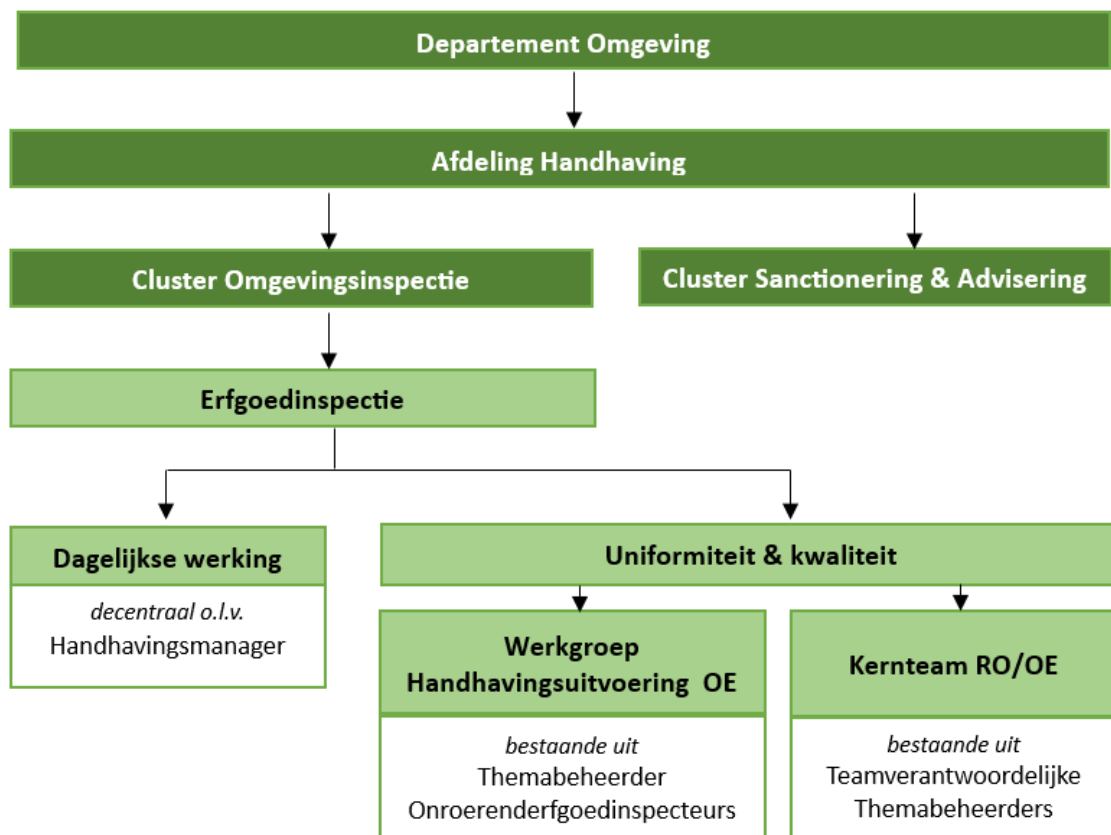 Departement Omgeving
Afdeling Handhaving
Cluster Omgevingsinspectie
Cluster Sanctionering & Advisering
Erfgoedinspectie
Dagelijkse werking
decentraal o.l.v.
Handhavingsmanager
Uniformiteit & kwaliteit
Werkgroep
Handhavingsuitvoering OE
bestaande uit
Themabeheerder
Onroerenderfgoedinspecteurs
Kernteam RO/OE
bestaande uit
Teamverantwoordelijke
Themabeheerders